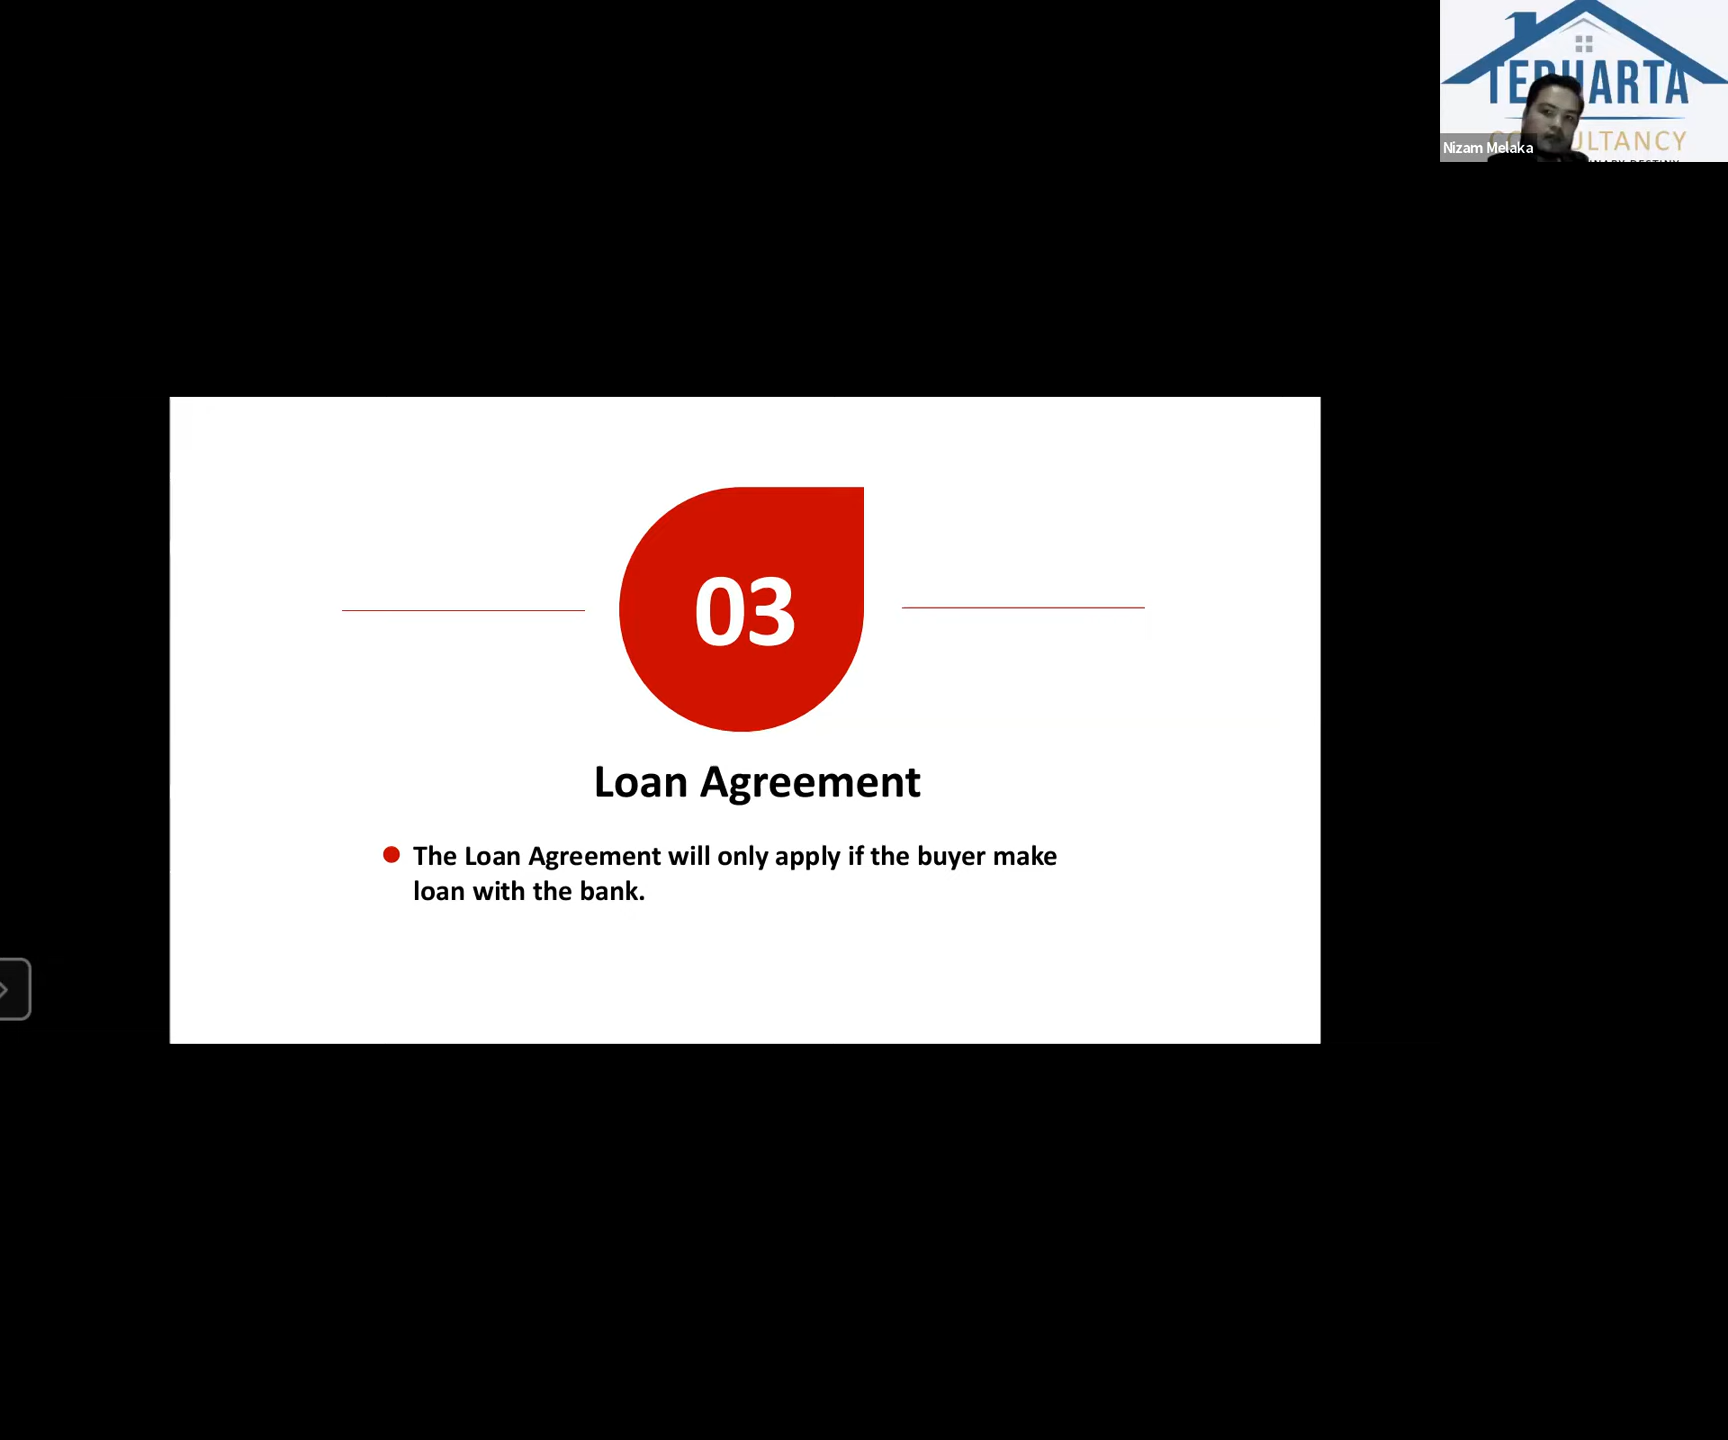 ARTA
ULTANCY
Nizam Melaka
03
Loan Agreement
The Loan Agreement will only apply if the buyer make
loan with the bank.